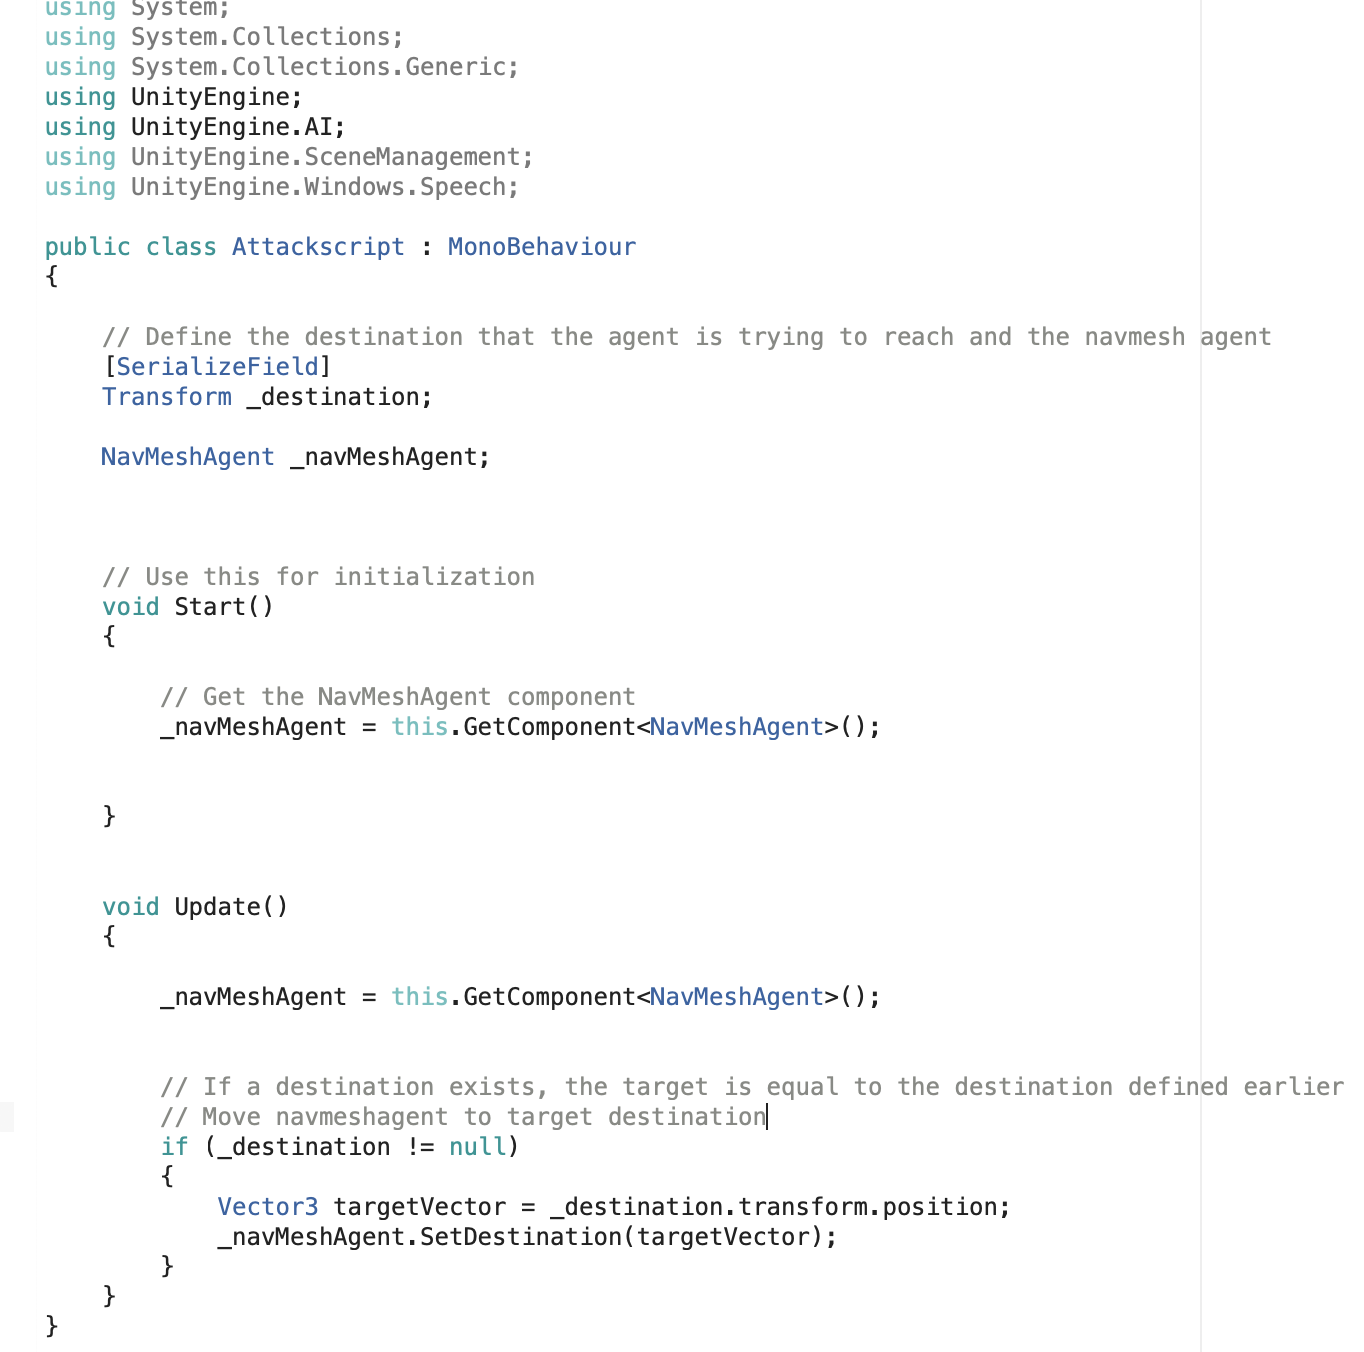 using System;
using System.Collections;
using System.Collections.Generic;
using UnityEngine;
using UnityEngine.AI;
using UnityEngine.SceneManagement;
using UnityEngine.Windows.Speech;
public class Attackscript : MonoBehaviour
{
// Define the destination that the agent is trying to reach and the navmesh agent
[SerializeField]
Transform _destination;
NavMeshAgent _navMeshAgent;
// Use this for initialization
void Start()
{
// Get the NavMeshAgent component
_navMeshAgent = this.GetComponent<NavMeshAgent>();
}
void Update()
{
_navMeshAgent = this.GetComponent<NavMeshAgent>();
// If a destination exists, the target is equal to the destination defined earlier
// Move navmeshagent to target destination
if (_destination != null)
{
Vector3 targetVector = _destination.transform.position;
_navMeshAgent.SetDestination(targetVector);
}
}
}